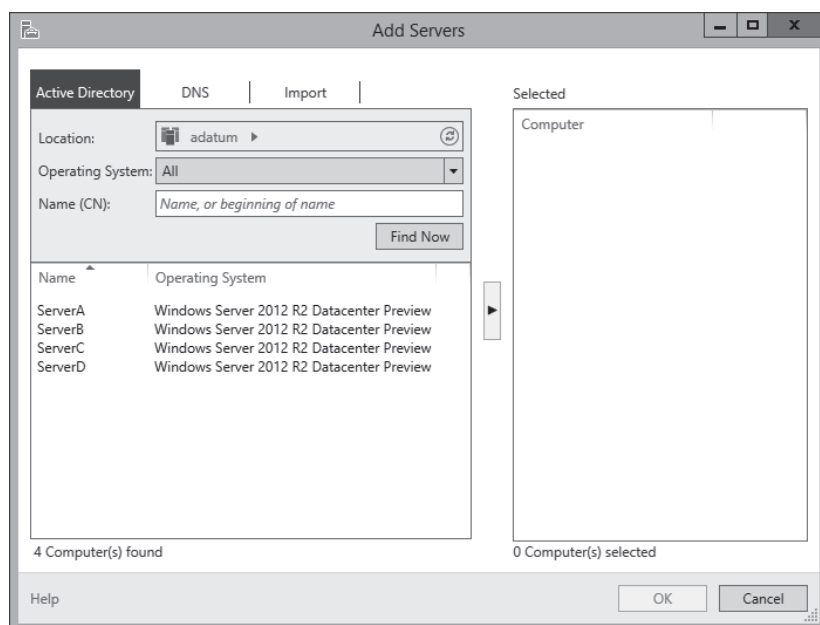 Add Servers
Active Directory DNS Import
Location: adatum
Operating System: All
Name (CN): Name, or beginning of name
Find Now
Name Operating System
ServerA Windows Server 2012 R2 Datacenter Preview
ServerB Windows Server 2012 R2 Datacenter Preview
ServerC Windows Server 2012 R2 Datacenter Preview
ServerD Windows Server 2012 R2 Datacenter Preview
4 Computer(s) found
Selected
Computer
0 Computer(s) selected
Help OK Cancel